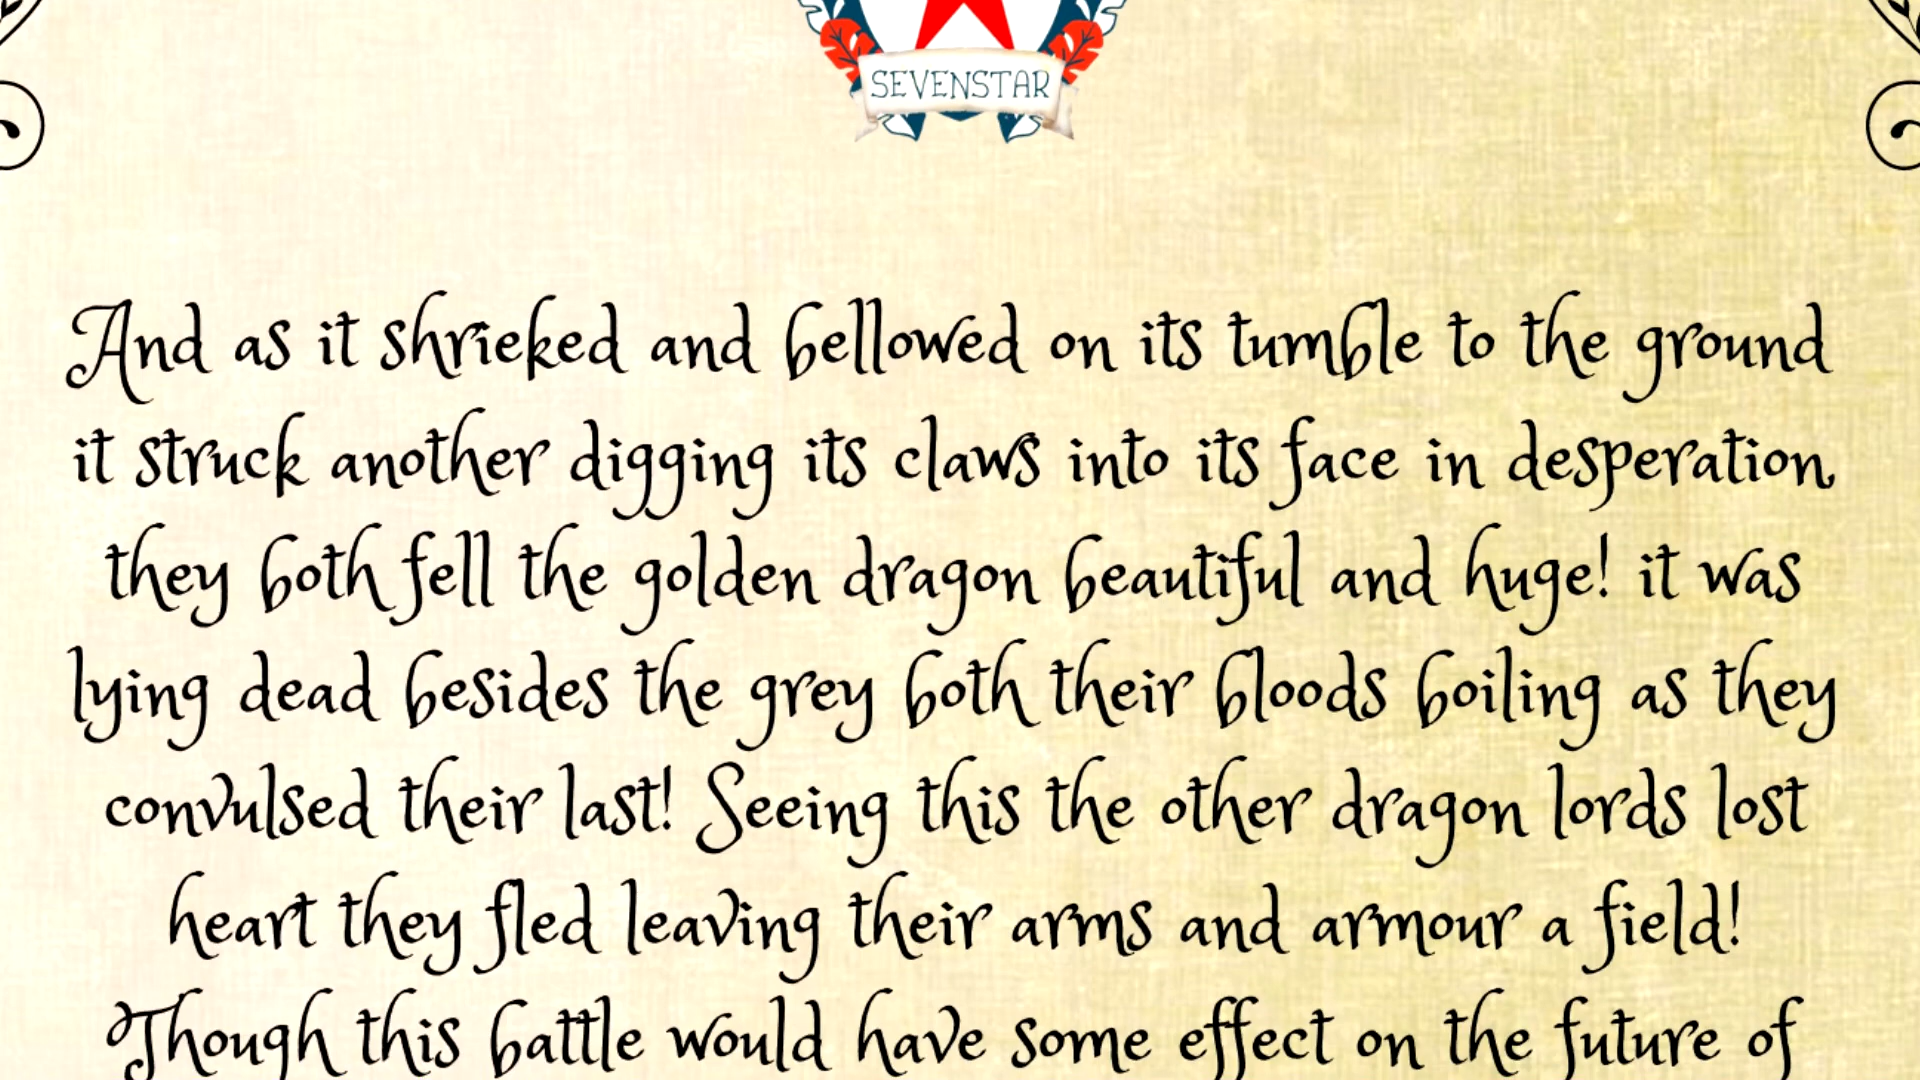 SEVENSTAR
And as it shrieked and bellowed on its tumble to the ground
it struck another digging its claws into its face in desperation,
they both fell the golden dragon beautiful and huge! it was
lying dead besides the grey both their bloods boiling as they
convulsed their last! Seeing this the other dragon lords lost
heart they fled leaving their arms and armour a field!
Though this battle would have some effect on the future of